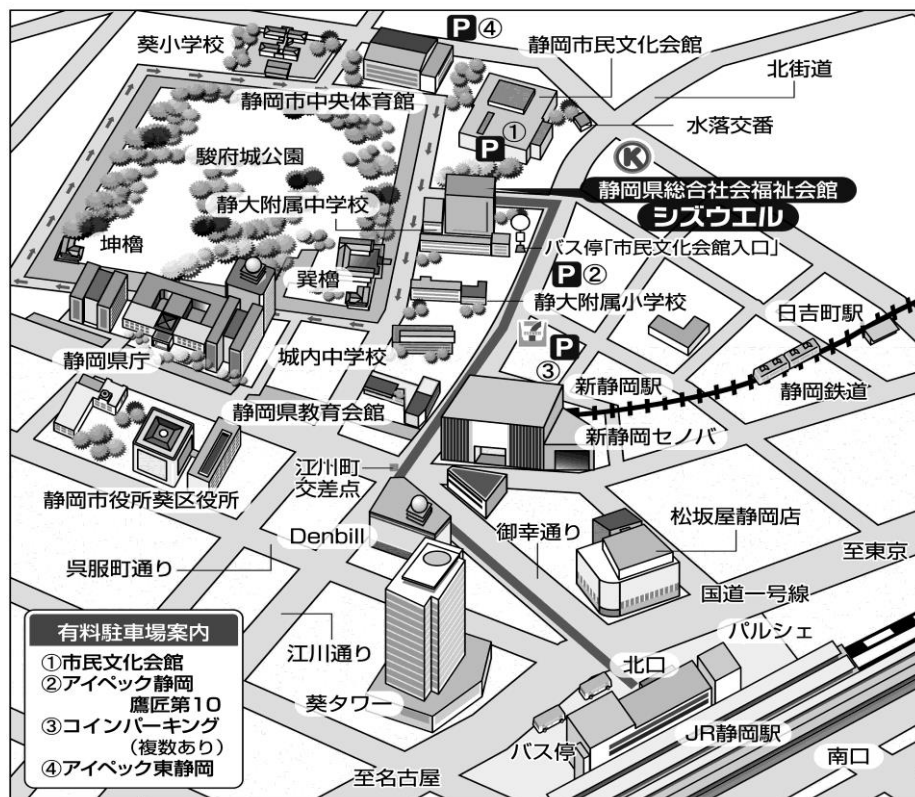 P④
葵小学校
静岡市民文化会館
北街道
静岡市中央体育館
水落交番
①
P
K
駿府城公園
静岡県総合社会福祉会館
シズウエル
静大附属中学校
坤櫓
バス停「市民文化会館入口」
巽櫓
P②
静大附属小学校
日吉町駅
7
P
③
静岡県庁
城内中学校
新静岡駅
静岡鉄道
静岡県教育会館
新静岡セノバ
江川町
交差点
静岡市役所葵区役所
Denbill
御幸通り
松坂屋静岡店
至東京
呉服町通り
国道一号線
パルシェ
江川通り
北口
葵タワー
JR静岡駅
バス停
南口
至名古屋
有料駐車場案内
①市民文化会館
②アイペック静岡
鷹匠第10
③コインパーキング
(複数あり)
④アイペック東静岡